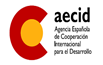 aecid
Agencia Española
de Cooperación
Internacional
para el Desarrollo